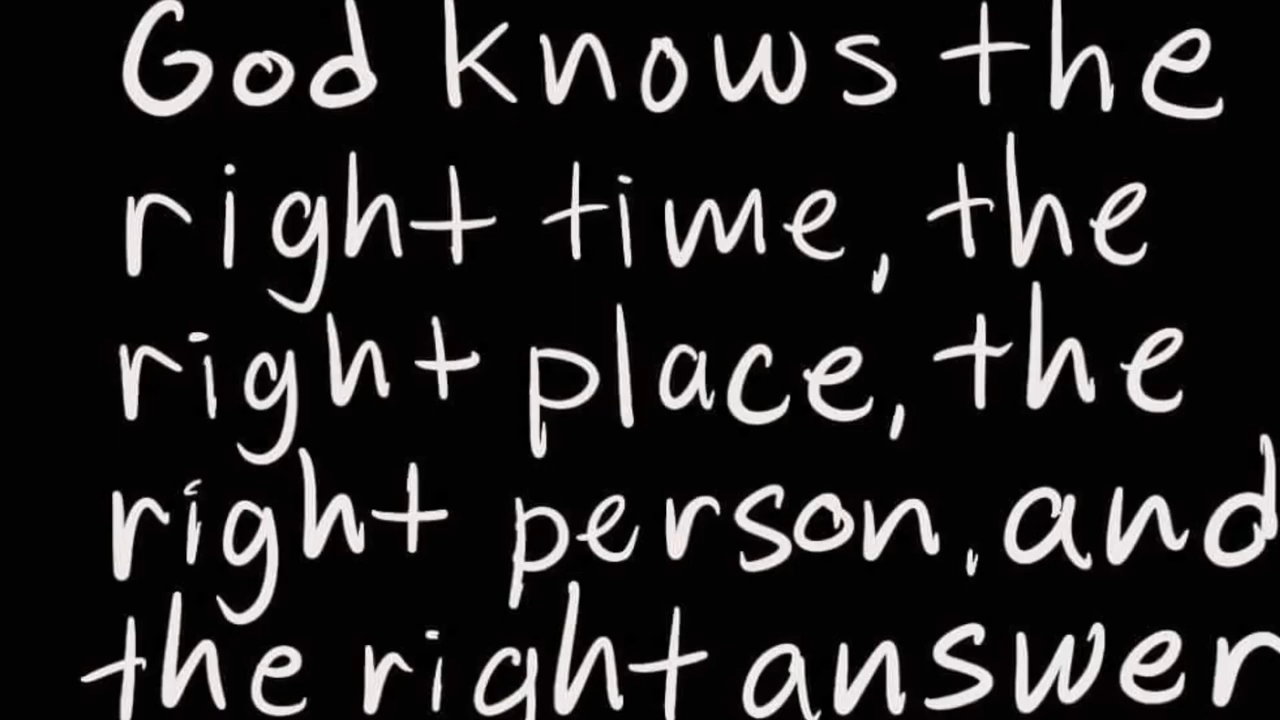 God knows the
right time, the
right place, the
right person, and
the right answer